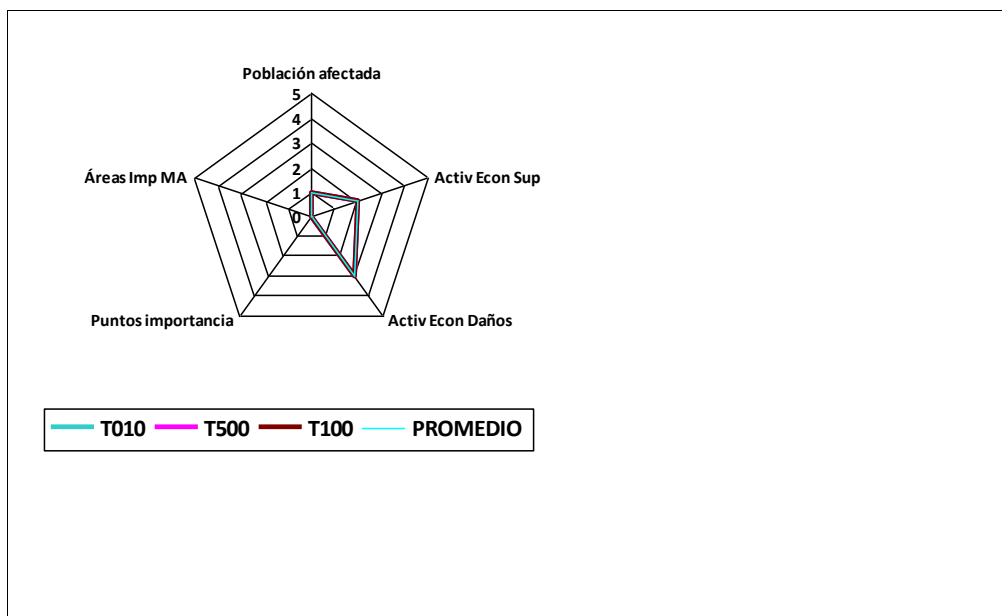 Población afectada
5
4
3
2
1
0
Áreas Imp MA
Activ Econ Sup
Puntos importancia
Activ Econ Daños
T010 T500 T100 PROMEDIO